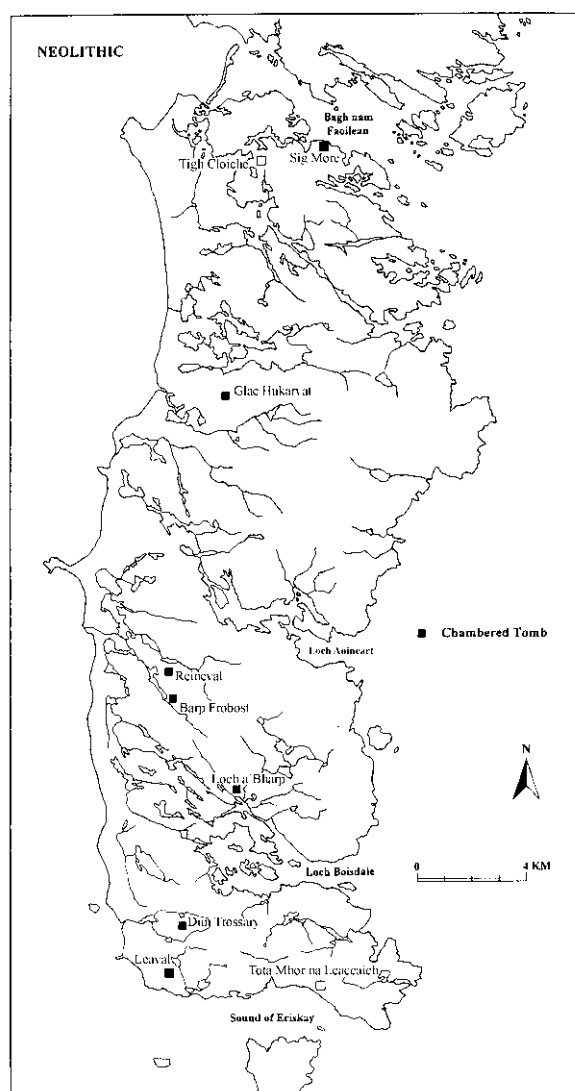 NEOLITHIC
Bagh nam
Faoilean
Tigh Cloiche
Sig More
Glac Hukarvat
Chambered Tomb
Loch Aoineart
Reineval
Barp Frobost
Loch a' Bharp
N
0 4 KM
Loch Boisdale
Dun Trossary
Leaval
Tota Mhor na Leaccaich
Sound of Eriskay